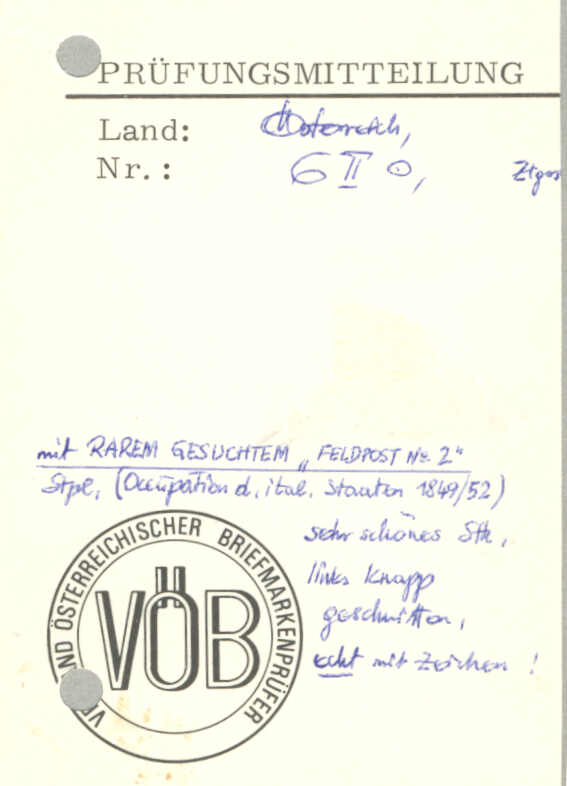 PRÜFUNGSMITTEILUNG
Land: Österreich,
Nr.: 6 II O,
mit RAREM GESUCHTEM „FELDPOST No. 2"
Stpl, (Occupation d. ital. Staaten 1849/52)
sehr schönes Stk,
links knapp
geschnitten,
echt mit Zeichen !
ND ÖSTERREICHISCHER BRIEFMARKENPRÜFER
VÖB